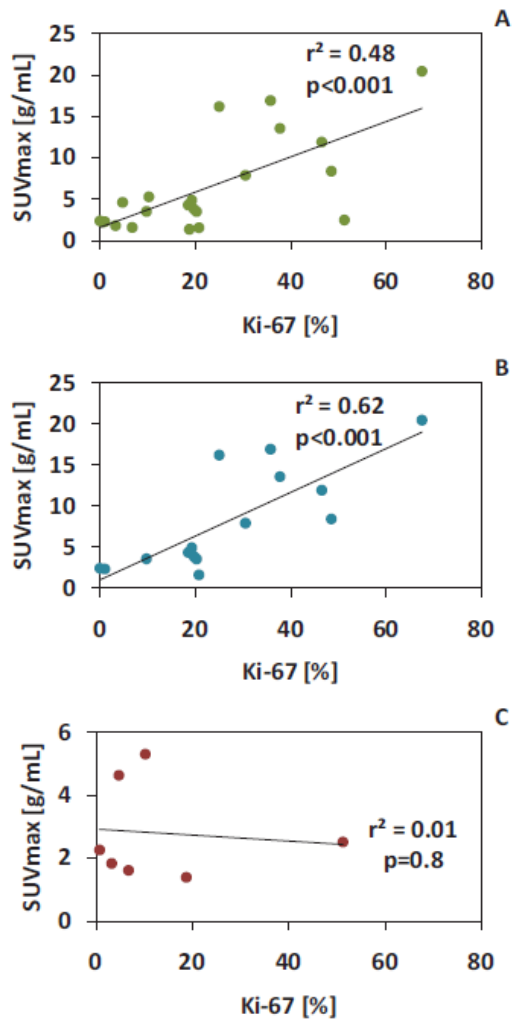 A
25
20
15
10
5
0
SUVmax [g/mL]
r² = 0.48
p<0.001
0 20 40 60 80
Ki-67 [%]
B
25
20
15
10
5
0
SUVmax [g/mL]
r² = 0.62
p<0.001
0 20 40 60 80
Ki-67 [%]
C
6
4
2
0
SUVmax [g/mL]
r² = 0.01
p=0.8
0 20 40 60 80
Ki-67 [%]